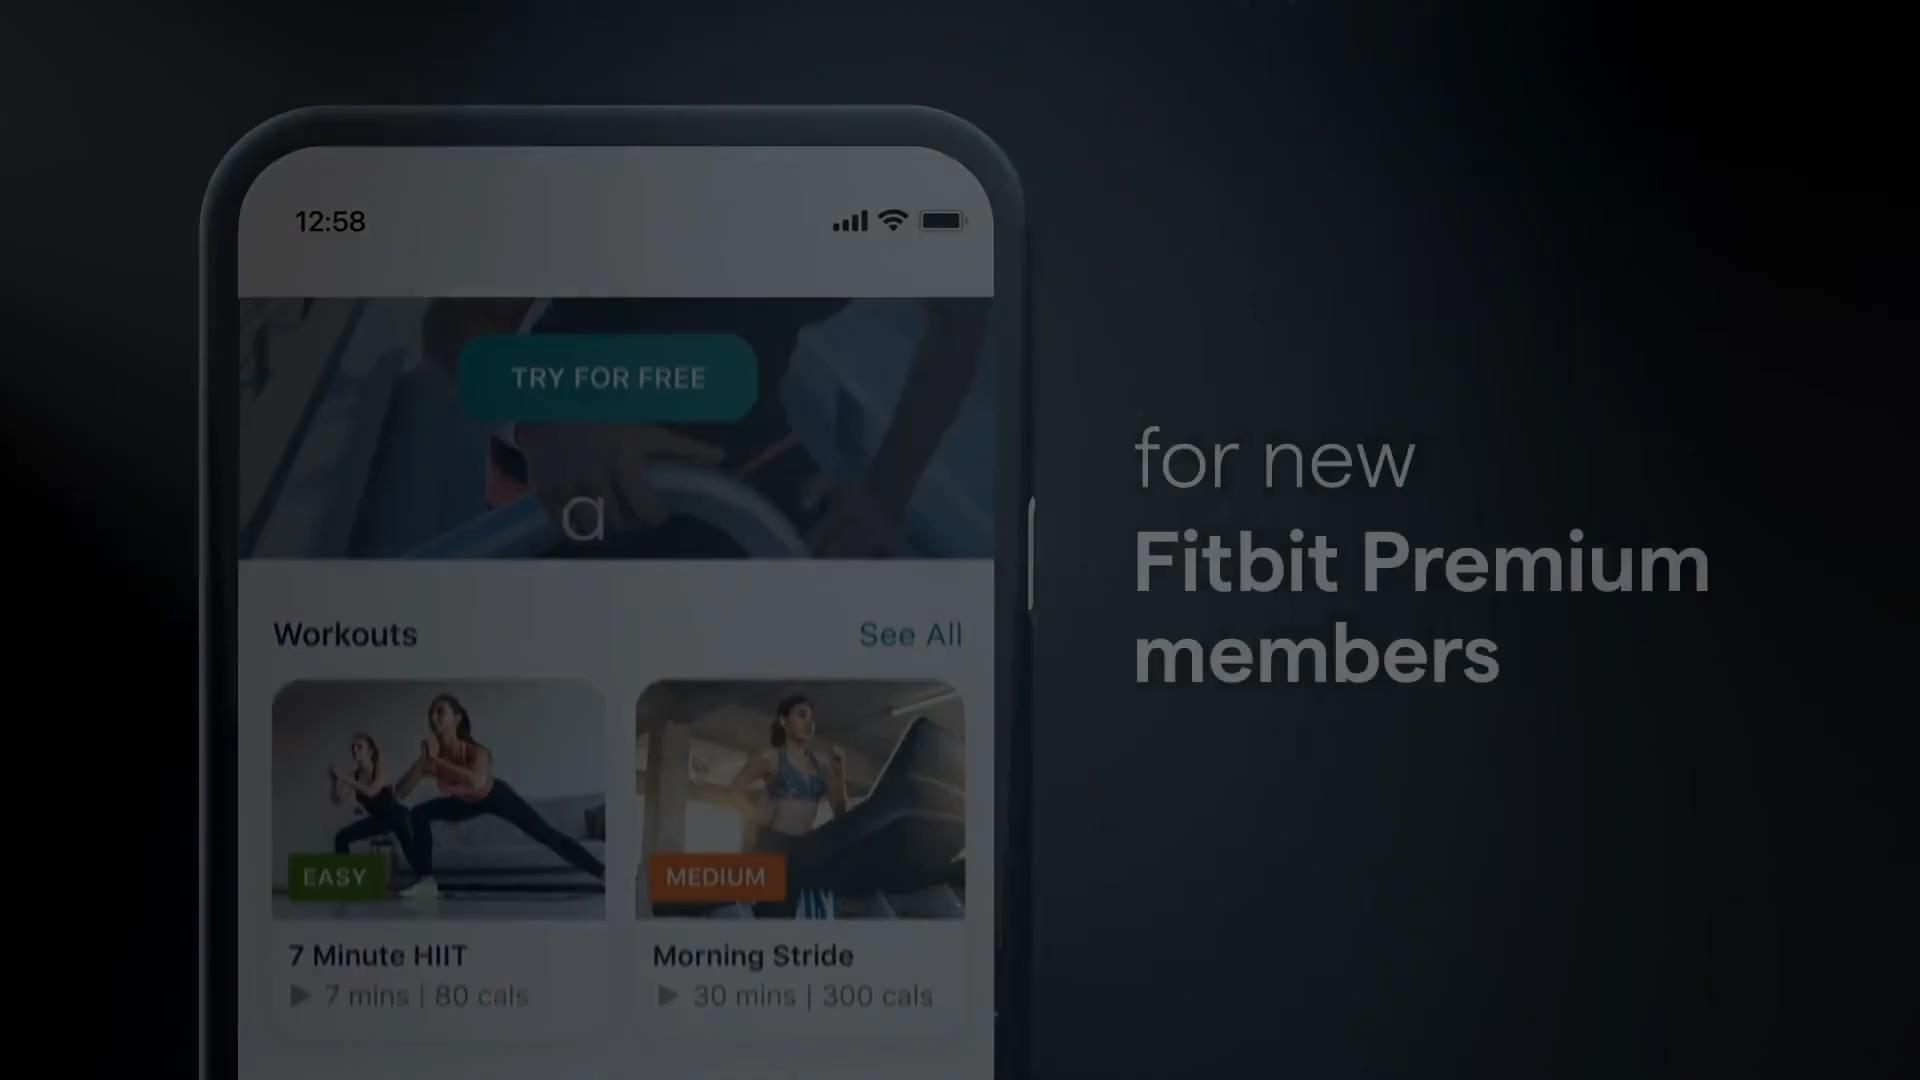 12:58
TRY FOR FREE
a
Workouts
See All
EASY
MEDIUM
7 Minute HIIT
7 mins | 80 cals
Morning Stride
30 mins | 300 cals
for new
Fitbit Premium
members